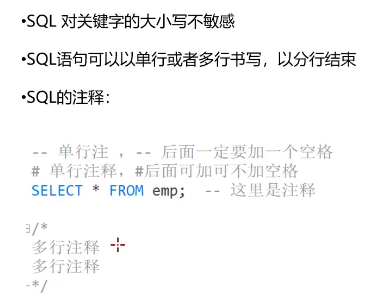 •SQL 对关键字的大小写不敏感
•SQL语句可以以单行或者多行书写，以分行结束
•SQL的注释：
-- 单行注 ，-- 后面一定要加一个空格
# 单行注释，#后面可加可不加空格
SELECT * FROM emp;  -- 这里是注释
/*
多行注释
多行注释
*/